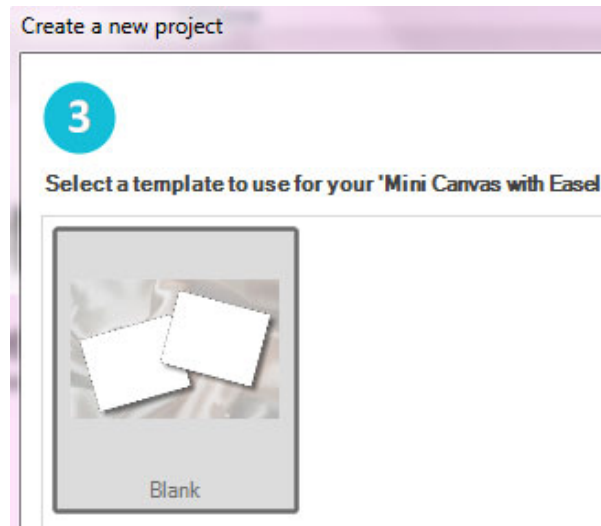 Create a new project
3
Select a template to use for your 'Mini Canvas with Easel
Blank